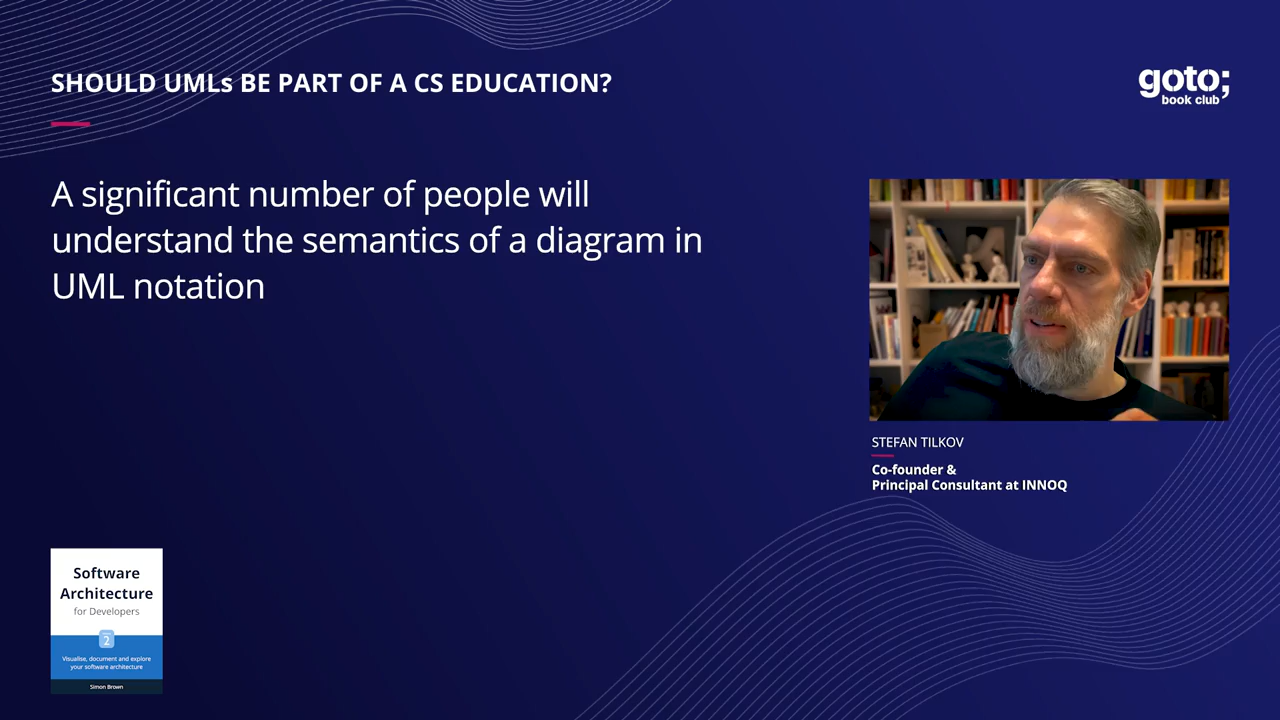 SHOULD UMLs BE PART OF A CS EDUCATION?
goto;
book club
A significant number of people will
understand the semantics of a diagram in
UML notation
STEFAN TILKOV
Co-founder &
Principal Consultant at INNOQ
Software
Architecture
for Developers
2
Visualise, document and explore
your software architecture
Simon Brown